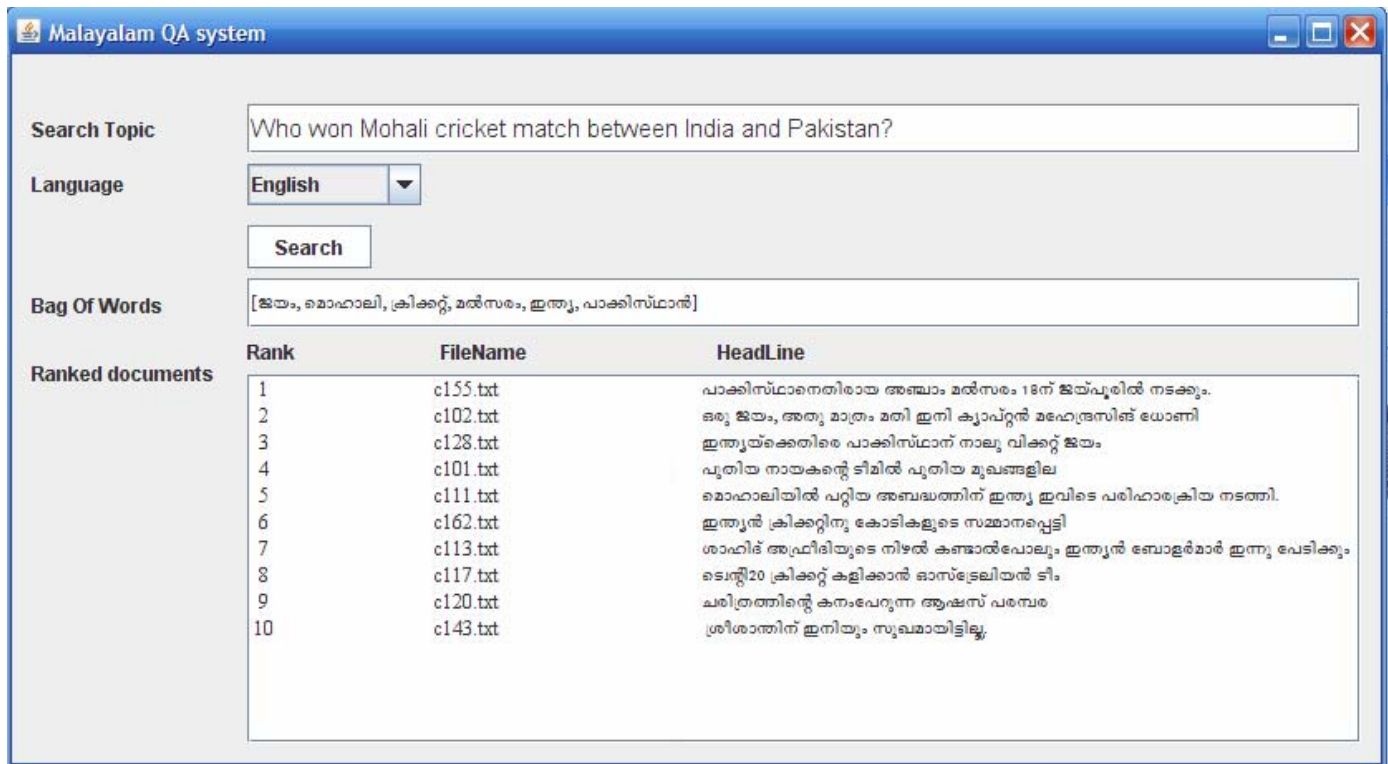 Malayalam QA system
Search Topic Who won Mohali cricket match between India and Pakistan?
Language English
Search
Bag Of Words [ജയം, മൊഹാലി, ക്രിക്കറ്റ്, മൽസരം, ഇന്ത്യ, പാക്കിസ്ഥാൻ]
Ranked documents
Rank FileName HeadLine
1 c155.txt പാക്കിസ്ഥാനെതിരായ അഞ്ചാം മൽസരം 18ന് ജയ്പൂരിൽ നടക്കും.
2 c102.txt ഒരു ജയം, അതു മാത്രം മതി ഇനി ക്യാപ്റ്റൻ മഹേന്ദ്രസിങ് ധോണി
3 c128.txt ഇന്ത്യയ്ക്കെതിരെ പാക്കിസ്ഥാന് നാലു വിക്കറ്റ് ജയം
4 c101.txt പുതിയ നായകന്റെ ടീമിൽ പുതിയ മുഖങ്ങളില
5 c111.txt മൊഹാലിയിൽ പറ്റിയ അബദ്ധത്തിന് ഇന്ത്യ ഇവിടെ പരിഹാരക്രിയ നടത്തി.
6 c162.txt ഇന്ത്യൻ ക്രിക്കറ്റിനു കോടികളുടെ സമ്മാനപ്പെട്ടി
7 c113.txt ശാഹിദ് അഫ്രീദിയുടെ നിഴൽ കണ്ടാൽപോലും ഇന്ത്യൻ ബോളർമാർ ഇന്നു പേടിക്കും
8 c117.txt ട്വെന്റി20 ക്രിക്കറ്റ് കളിക്കാൻ ഓസ്ട്രേലിയൻ ടീം
9 c120.txt ചരിത്രത്തിന്റെ കനംപേറുന്ന ആഷസ് പരമ്പര
10 c143.txt ശ്രീശാന്തിന് ഇനിയും സുഖമായിട്ടില്ല.